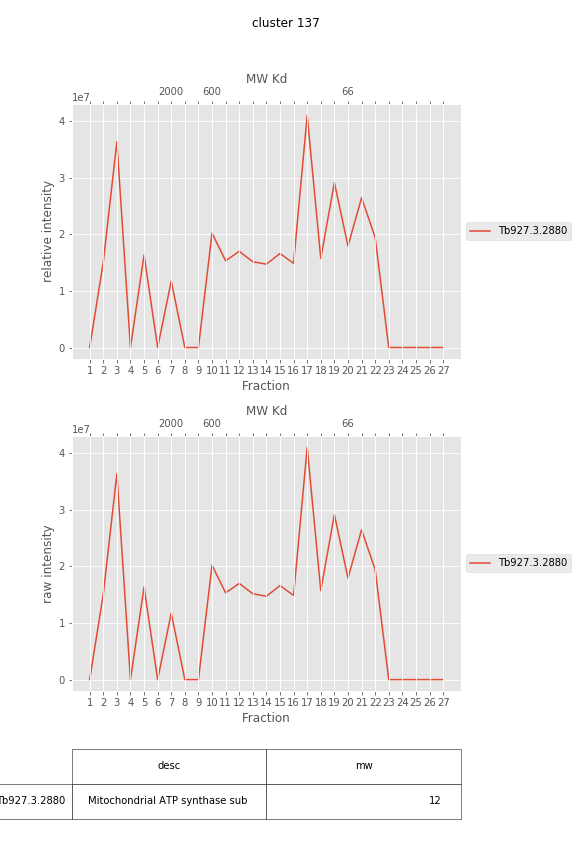 cluster 137
MW Kd
2000 600 66
1e7
4
3
2
1
0
relative intensity
Tb927.3.2880
1 2 3 4 5 6 7 8 9 10 11 12 13 14 15 16 17 18 19 20 21 22 23 24 25 26 27
Fraction
MW Kd
2000 600 66
1e7
4
3
2
1
0
raw intensity
Tb927.3.2880
1 2 3 4 5 6 7 8 9 10 11 12 13 14 15 16 17 18 19 20 21 22 23 24 25 26 27
Fraction
desc mw
Tb927.3.2880 Mitochondrial ATP synthase sub 12